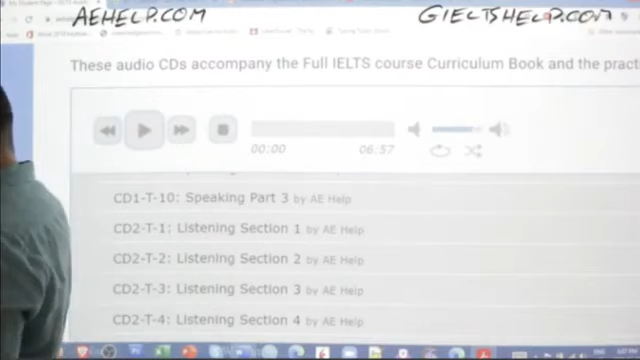 AEHELP.COM
GIELTSHELP.COM
These audio CDs accompany the Full IELTS course Curriculum Book and the practi
00:00
06:57
CD1-T-10: Speaking Part 3 by AE Help
CD2-T-1: Listening Section 1 by AE Help
CD2-T-2: Listening Section 2 by AE Help
CD2-T-3: Listening Section 3 by AE Help
CD2-T-4: Listening Section 4 by AE Help